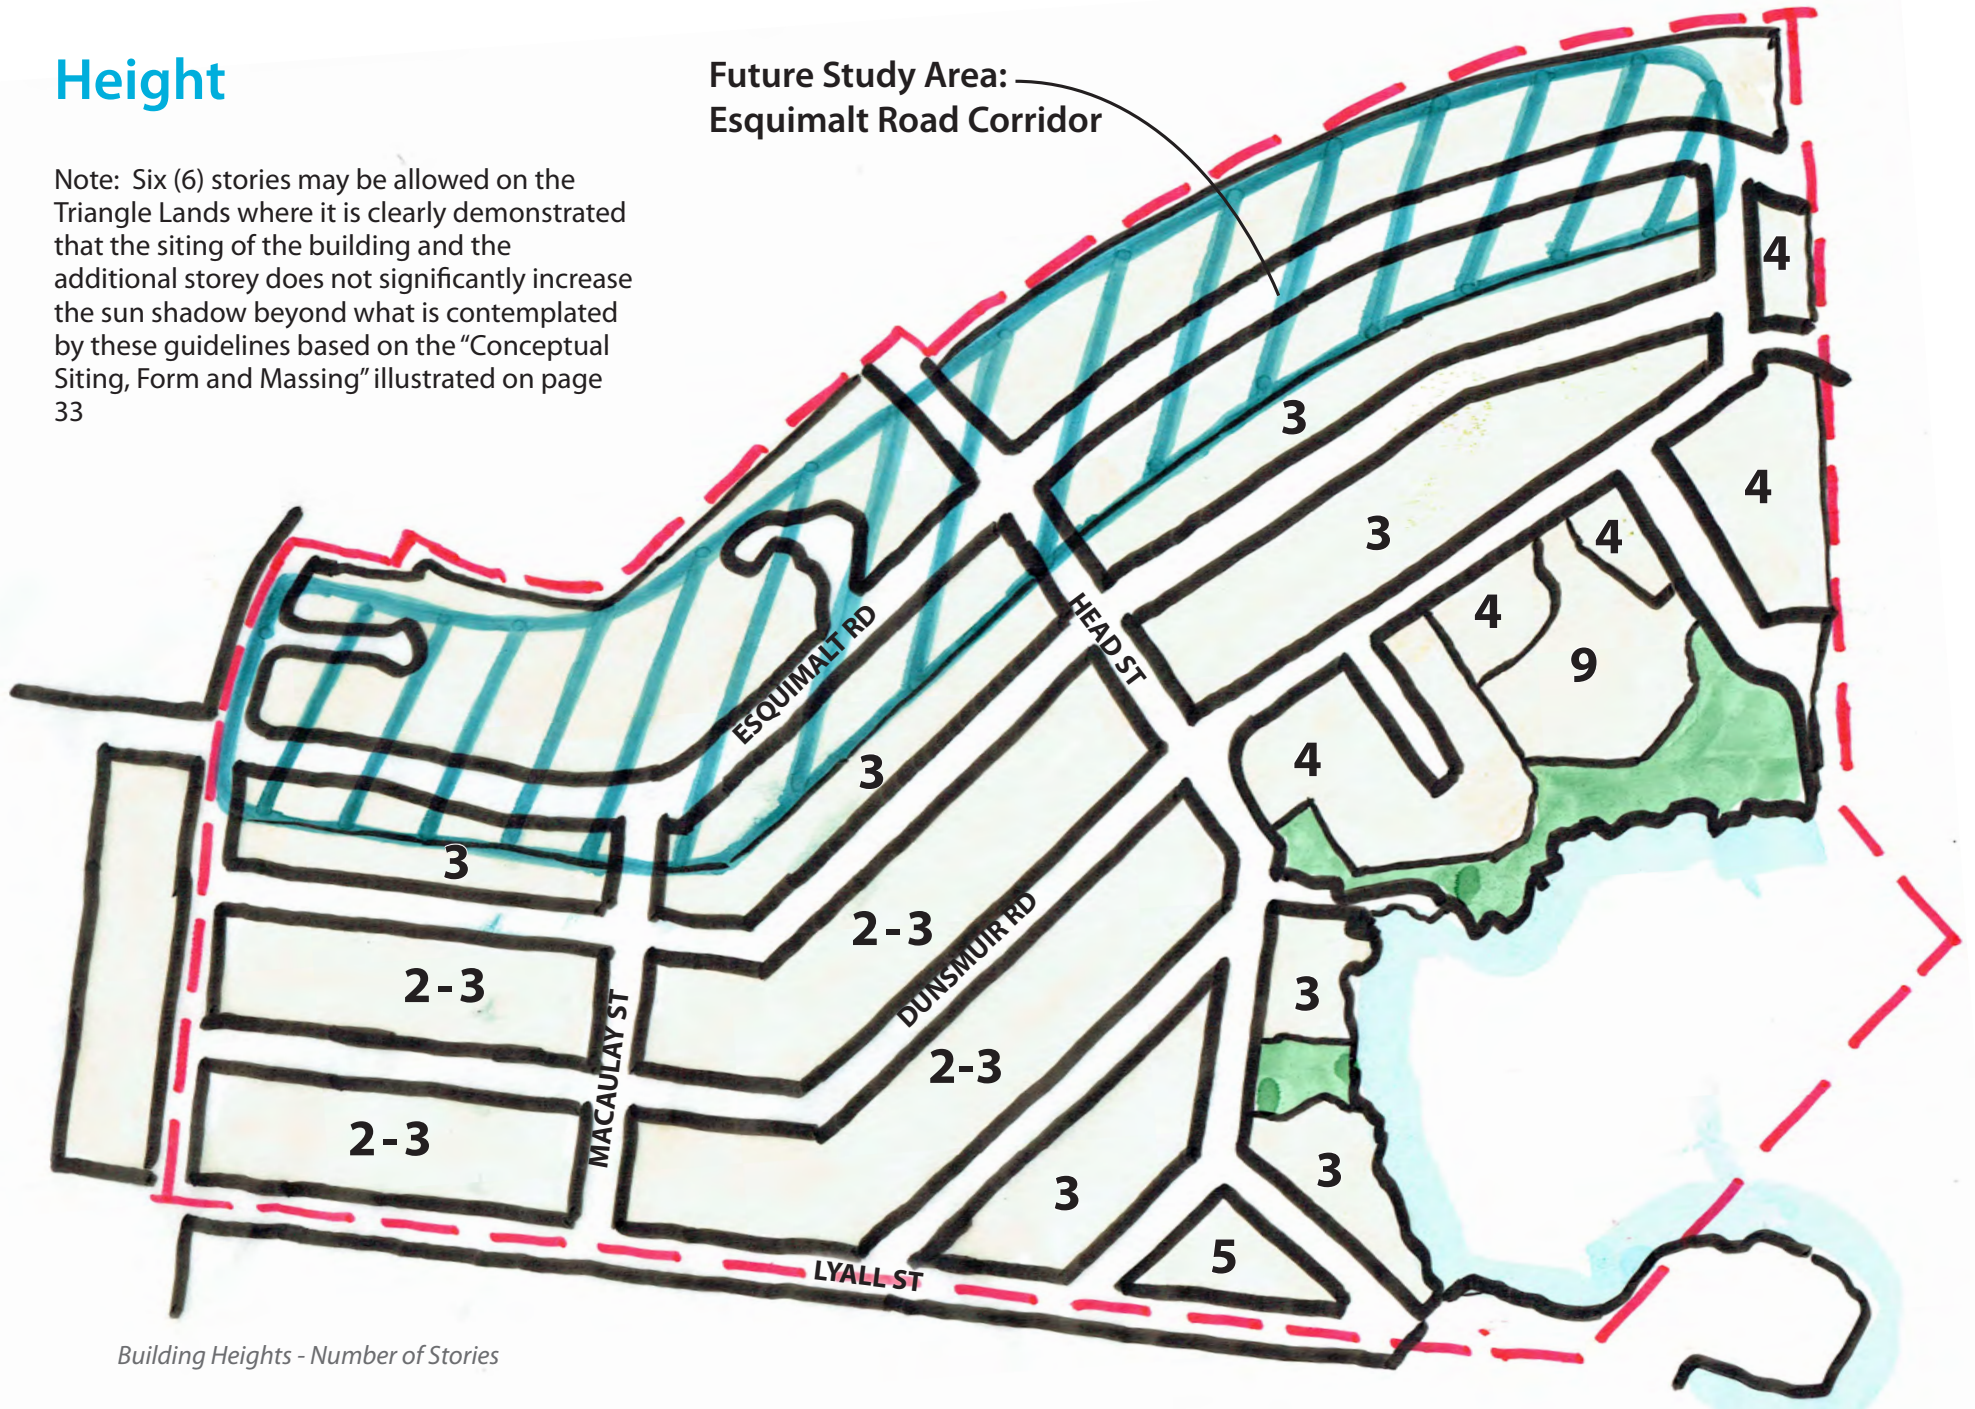 Height
Note:  Six (6) stories may be allowed on the
Triangle Lands where it is clearly demonstrated
that the siting of the building and the
additional storey does not significantly increase
the sun shadow beyond what is contemplated
by these guidelines based on the “Conceptual
Siting, Form and Massing” illustrated on page
33
Future Study Area:
Esquimalt Road Corridor
4
3
4
3
4
4
9
ESQUIMALT RD
HEAD ST
4
3
3
2-3
DUNSMUIR RD
2-3
3
MACAULAY ST
2-3
2-3
3
3
5
LYALL ST
Building Heights - Number of Stories